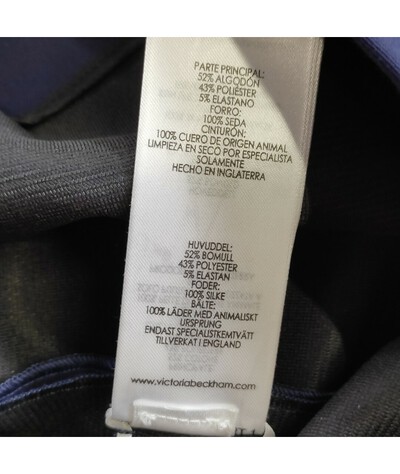 PARTE PRINCIPAL:
52% ALGODÓN
43% POLIÉSTER
5% ELASTANO
FORRO:
100% SEDA
CINTURÓN:
100% CUERO DE ORIGEN ANIMAL
LIMPIEZA EN SECO POR ESPECIALISTA
SOLAMENTE
HECHO EN INGLATERRA
HUVUDDEL:
52% BOMULL
43% POLYESTER
5% ELASTAN
FODER:
100% SILKE
BÄLTE:
100% LÄDER MED ANIMALISKT
URSPRUNG
ENDAST SPECIALISTKEMTVÄTT
TILLVERKAT I ENGLAND
www.victoriabeckham.com